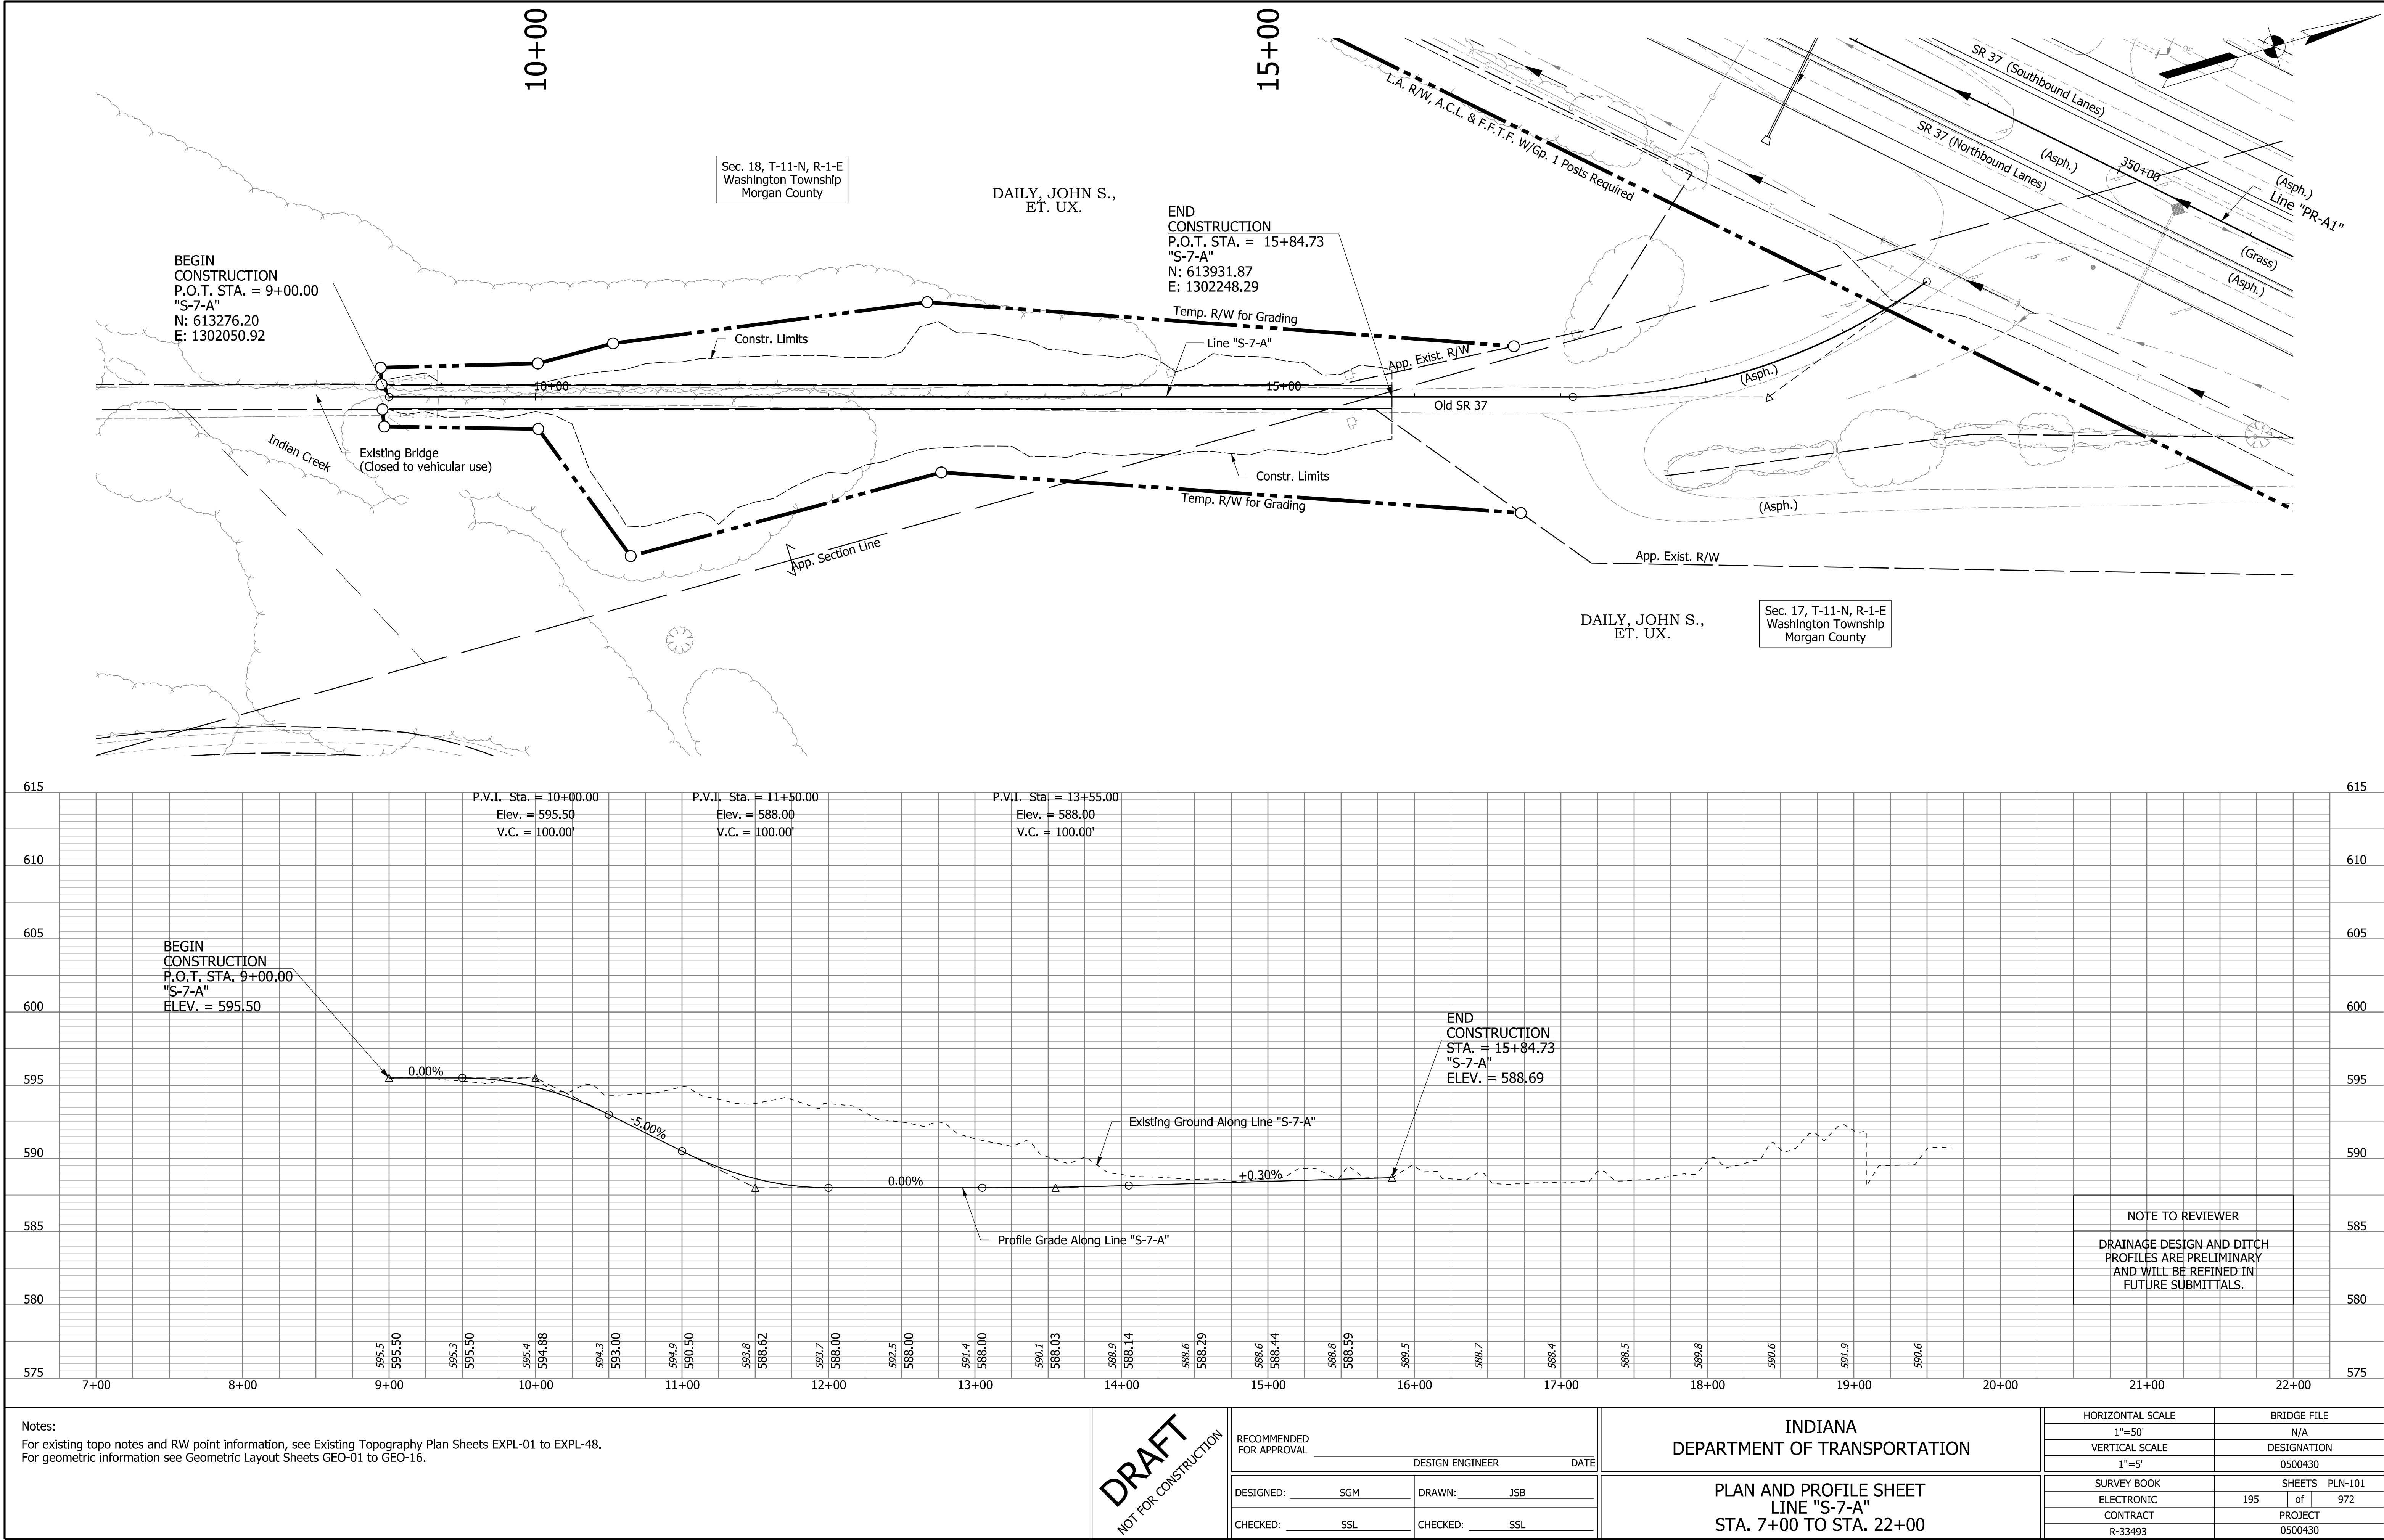 10+00
15+00
SR 37 (Southbound Lanes)
SR 37 (Northbound Lanes)
(Asph.)
350+00
(Asph.)
Line "PR-A1"
(Grass)
(Asph.)
L.A. R/W, A.C.L. & F.F.T.F. W/Gp. 1 Posts Required
Sec. 18, T-11-N, R-1-E
Washington Township
Morgan County
DAILY, JOHN S.,
ET. UX.
END
CONSTRUCTION
P.O.T. STA. = 15+84.73
"S-7-A"
N: 613931.87
E: 1302248.29
BEGIN
CONSTRUCTION
P.O.T. STA. = 9+00.00
"S-7-A"
N: 613276.20
E: 1302050.92
Temp. R/W for Grading
Constr. Limits
Line "S-7-A"
App. Exist. R/W
10+00
15+00
(Asph.)
Old SR 37
Indian Creek
Existing Bridge
(Closed to vehicular use)
Constr. Limits
Temp. R/W for Grading
(Asph.)
App. Section Line
App. Exist. R/W
DAILY, JOHN S.,
ET. UX.
Sec. 17, T-11-N, R-1-E
Washington Township
Morgan County
615
615
P.V.I. Sta. = 10+00.00
Elev. = 595.50
V.C. = 100.00'
P.V.I. Sta. = 11+50.00
Elev. = 588.00
V.C. = 100.00'
P.V.I. Sta. = 13+55.00
Elev. = 588.00
V.C. = 100.00'
610
610
605
605
BEGIN
CONSTRUCTION
P.O.T. STA. 9+00.00
"S-7-A"
ELEV. = 595.50
600
600
END
CONSTRUCTION
STA. = 15+84.73
"S-7-A"
ELEV. = 588.69
595
595
0.00%
-5.00%
Existing Ground Along Line "S-7-A"
590
590
0.00%
+0.30%
Profile Grade Along Line "S-7-A"
585
585
NOTE TO REVIEWER
DRAINAGE DESIGN AND DITCH
PROFILES ARE PRELIMINARY
AND WILL BE REFINED IN
FUTURE SUBMITTALS.
580
580
595.5 595.50
595.3 595.50
595.4 594.88
594.3 593.00
594.9 590.50
593.8 588.62
593.7 588.00
592.5 588.00
591.4 588.00
590.1 588.03
588.9 588.14
588.6 588.29
588.6 588.44
588.8 588.59
589.5
588.7
588.4
588.5
589.8
590.6
591.9
590.6
575
575
7+00 8+00 9+00 10+00 11+00 12+00 13+00 14+00 15+00 16+00 17+00 18+00 19+00 20+00 21+00 22+00
Notes:
For existing topo notes and RW point information, see Existing Topography Plan Sheets EXPL-01 to EXPL-48.
For geometric information see Geometric Layout Sheets GEO-01 to GEO-16.
DRAFT
NOT FOR CONSTRUCTION
RECOMMENDED
FOR APPROVAL
DESIGN ENGINEER DATE
DESIGNED: SGM DRAWN: JSB
CHECKED: SSL CHECKED: SSL
INDIANA
DEPARTMENT OF TRANSPORTATION
PLAN AND PROFILE SHEET
LINE "S-7-A"
STA. 7+00 TO STA. 22+00
HORIZONTAL SCALE BRIDGE FILE
1"=50' N/A
VERTICAL SCALE DESIGNATION
1"=5' 0500430
SURVEY BOOK SHEETS PLN-101
ELECTRONIC 195 of 972
CONTRACT PROJECT
R-33493 0500430